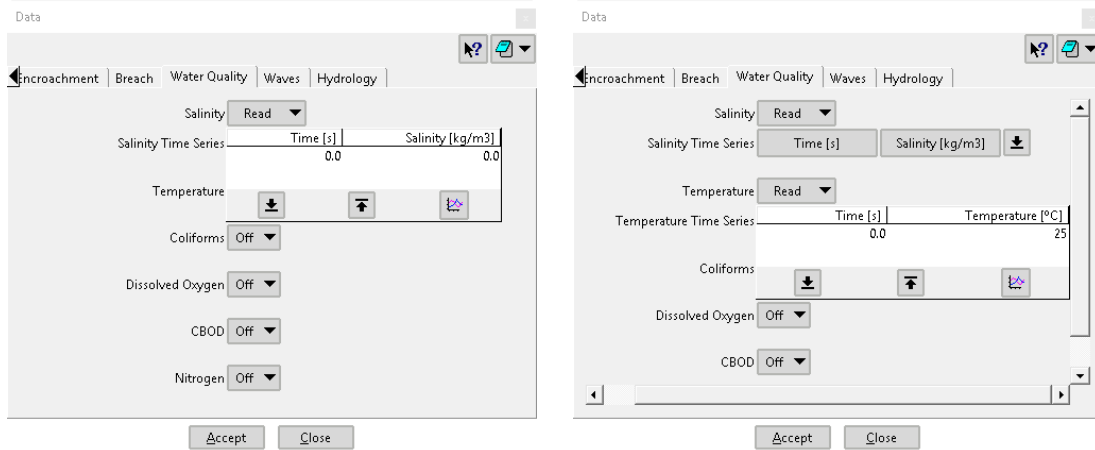 Data
Encroachment Breach Water Quality Waves Hydrology
Salinity Read
Salinity Time Series Time [s] Salinity [kg/m3]
0.0 0.0
Temperature
Coliforms Off
Dissolved Oxygen Off
CBOD Off
Nitrogen Off
Accept Close
Data
Encroachment Breach Water Quality Waves Hydrology
Salinity Read
Salinity Time Series Time [s] Salinity [kg/m3]
Temperature Read
Temperature Time Series Time [s] Temperature [ºC]
0.0 25
Coliforms
Dissolved Oxygen Off
CBOD Off
Accept Close